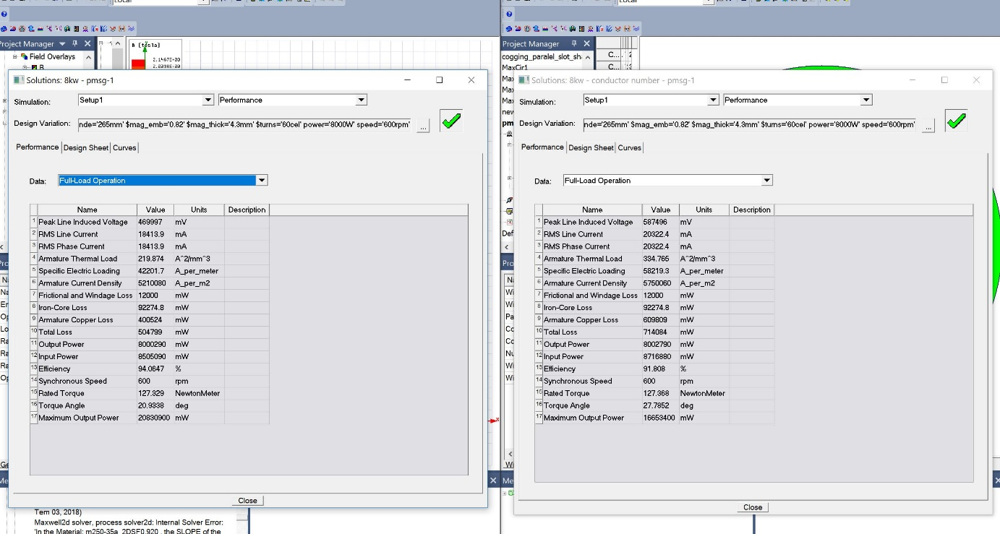 Local
Project Manager
Field Overlays
B
B [tesla]
2.1467E+00
2.0036E+00
Solutions: 8kw - pmsg-1
Simulation:
Setup1
Performance
Design Variation:
nde='265mm' $mag_emb='0.82' $mag_thick='4.3mm' $turns='60cel' power='8000W' speed='600rpm'
...
Performance
Design Sheet
Curves
Data:
Full-Load Operation
Name Value Units Description
1 Peak Line Induced Voltage 469997 mV
2 RMS Line Current 18413.9 mA
3 RMS Phase Current 18413.9 mA
4 Armature Thermal Load 219.874 A^2/mm^3
5 Specific Electric Loading 42201.7 A_per_meter
6 Armature Current Density 5210080 A_per_m2
7 Frictional and Windage Loss 12000 mW
8 Iron-Core Loss 92274.8 mW
9 Armature Copper Loss 400524 mW
10 Total Loss 504799 mW
11 Output Power 8000290 mW
12 Input Power 8505090 mW
13 Efficiency 94.0647 %
14 Synchronous Speed 600 rpm
15 Rated Torque 127.329 NewtonMeter
16 Torque Angle 20.9338 deg
17 Maximum Output Power 20830900 mW
Close
Tem 03, 2018)
Maxwell2d solver, process solver2d: Internal Solver Error:
'In the Material: m250-35a_2DSF0.920 , the SLOPE of the
Local
Project Manager
cogging_paralel_slot_sh
MaxCir1
C...
C...
Solutions: 8kw - conductor number - pmsg-1
Simulation:
Setup1
Performance
Design Variation:
nde='265mm' $mag_emb='0.82' $mag_thick='4.3mm' $turns='60cel' power='8000W' speed='600rpm'
...
Performance
Design Sheet
Curves
Data:
Full-Load Operation
Name Value Units Description
1 Peak Line Induced Voltage 587496 mV
2 RMS Line Current 20322.4 mA
3 RMS Phase Current 20322.4 mA
4 Armature Thermal Load 334.765 A^2/mm^3
5 Specific Electric Loading 58219.3 A_per_meter
6 Armature Current Density 5750060 A_per_m2
7 Frictional and Windage Loss 12000 mW
8 Iron-Core Loss 92274.8 mW
9 Armature Copper Loss 609809 mW
10 Total Loss 714084 mW
11 Output Power 8002790 mW
12 Input Power 8716880 mW
13 Efficiency 91.808 %
14 Synchronous Speed 600 rpm
15 Rated Torque 127.368 NewtonMeter
16 Torque Angle 27.7852 deg
17 Maximum Output Power 16653400 mW
Close